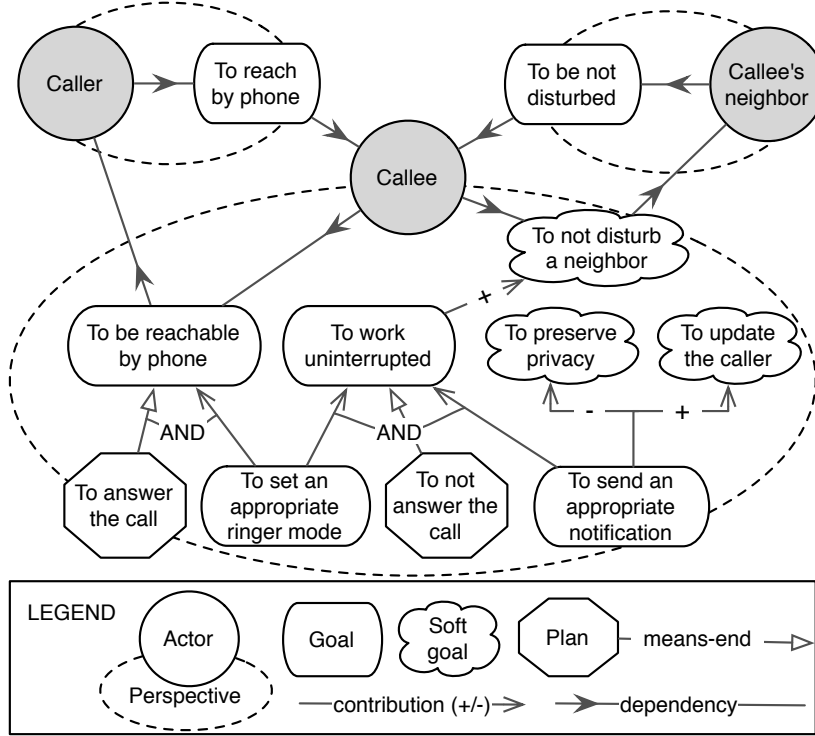 Caller
To reach
by phone
To be not
disturbed
Callee's
neighbor
Callee
To not disturb
a neighbor
+
To be reachable
by phone
To work
uninterrupted
To preserve
privacy
To update
the caller
-
+
AND
AND
To answer
the call
To set an
appropriate
ringer mode
To not
answer the
call
To send an
appropriate
notification
LEGEND
Actor
Perspective
Goal
Soft
goal
Plan
means-end
contribution (+/-)
dependency